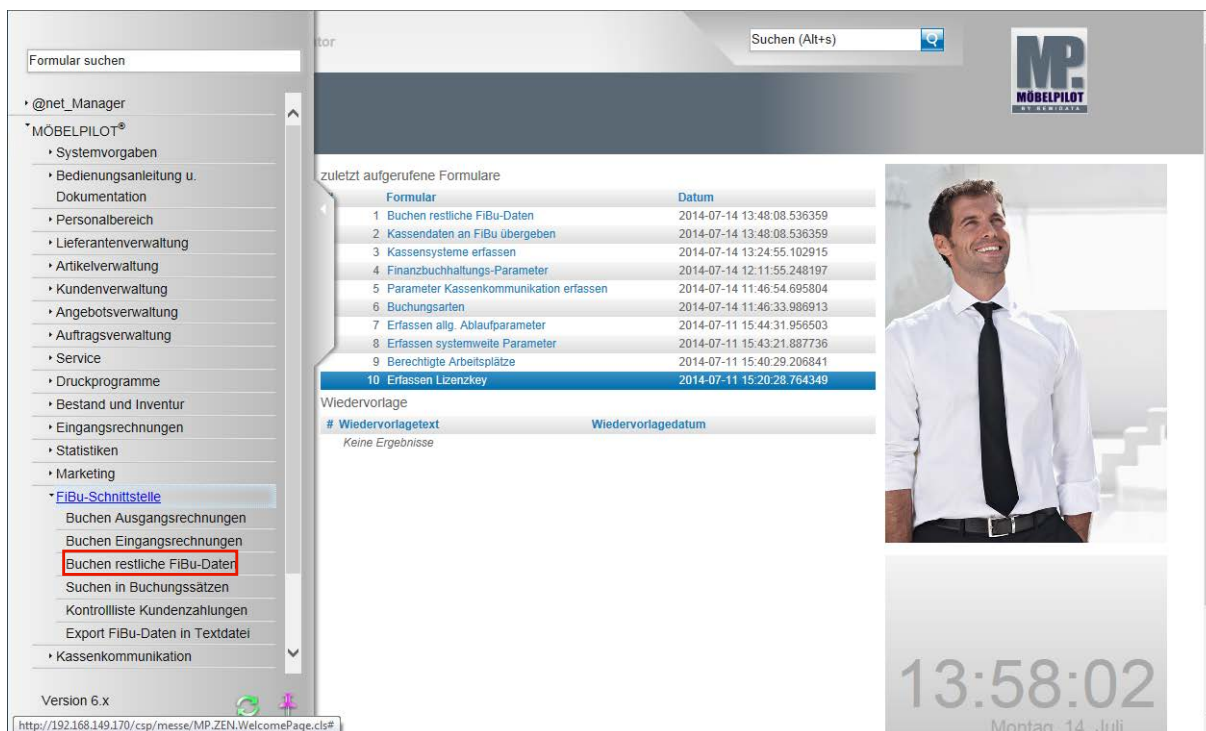 tor
Suchen (Alt+s)
Formular suchen
MP.
MÖBELPILOT
BY SEMIDATA
@net_Manager
MÖBELPILOT®
Systemvorgaben
Bedienungsanleitung u.
Dokumentation
Personalbereich
Lieferantenverwaltung
Artikelverwaltung
Kundenverwaltung
Angebotsverwaltung
Auftragsverwaltung
Service
Druckprogramme
Bestand und Inventur
Eingangsrechnungen
Statistiken
Marketing
FiBu-Schnittstelle
Buchen Ausgangsrechnungen
Buchen Eingangsrechnungen
Buchen restliche FiBu-Daten
Suchen in Buchungssätzen
Kontrollliste Kundenzahlungen
Export FiBu-Daten in Textdatei
Kassenkommunikation
Version 6.x
http://192.168.149.170/csp/messe/MP.ZEN.WelcomePage.cls#
zuletzt aufgerufene Formulare
Formular Datum
1 Buchen restliche FiBu-Daten 2014-07-14 13:48:08.536359
2 Kassendaten an FiBu übergeben 2014-07-14 13:48:08.536359
3 Kassensysteme erfassen 2014-07-14 13:24:55.102915
4 Finanzbuchhaltungs-Parameter 2014-07-14 12:11:55.248197
5 Parameter Kassenkommunikation erfassen 2014-07-14 11:46:54.695804
6 Buchungsarten 2014-07-14 11:46:33.986913
7 Erfassen allg. Ablaufparameter 2014-07-11 15:44:31.956503
8 Erfassen systemweite Parameter 2014-07-11 15:43:21.887736
9 Berechtigte Arbeitsplätze 2014-07-11 15:40:29.206841
10 Erfassen Lizenzkey 2014-07-11 15:20:28.764349
Wiedervorlage
# Wiedervorlagetext Wiedervorlagedatum
Keine Ergebnisse
13:58:02
Montag, 14. Juli